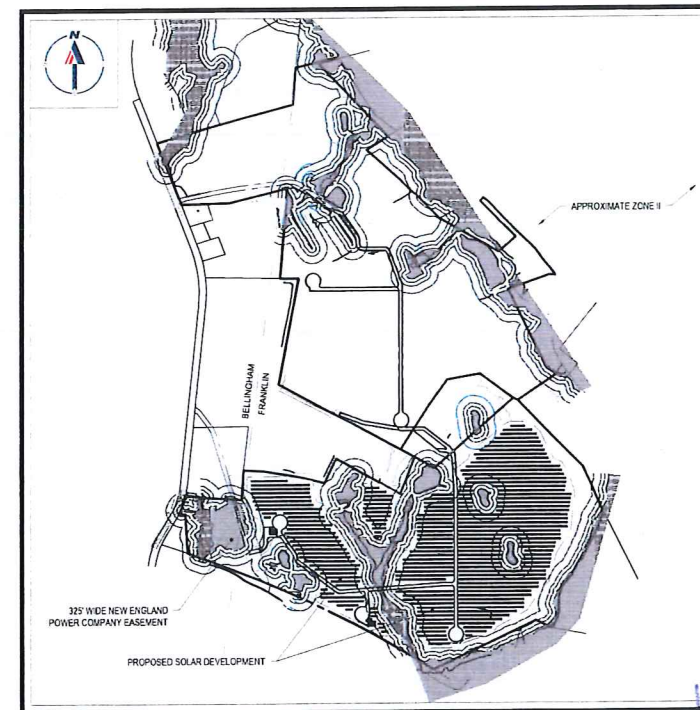 N
APPROXIMATE ZONE II
BELLINGHAM
FRANKLIN
325' WIDE NEW ENGLAND
POWER COMPANY EASEMENT
PROPOSED SOLAR DEVELOPMENT